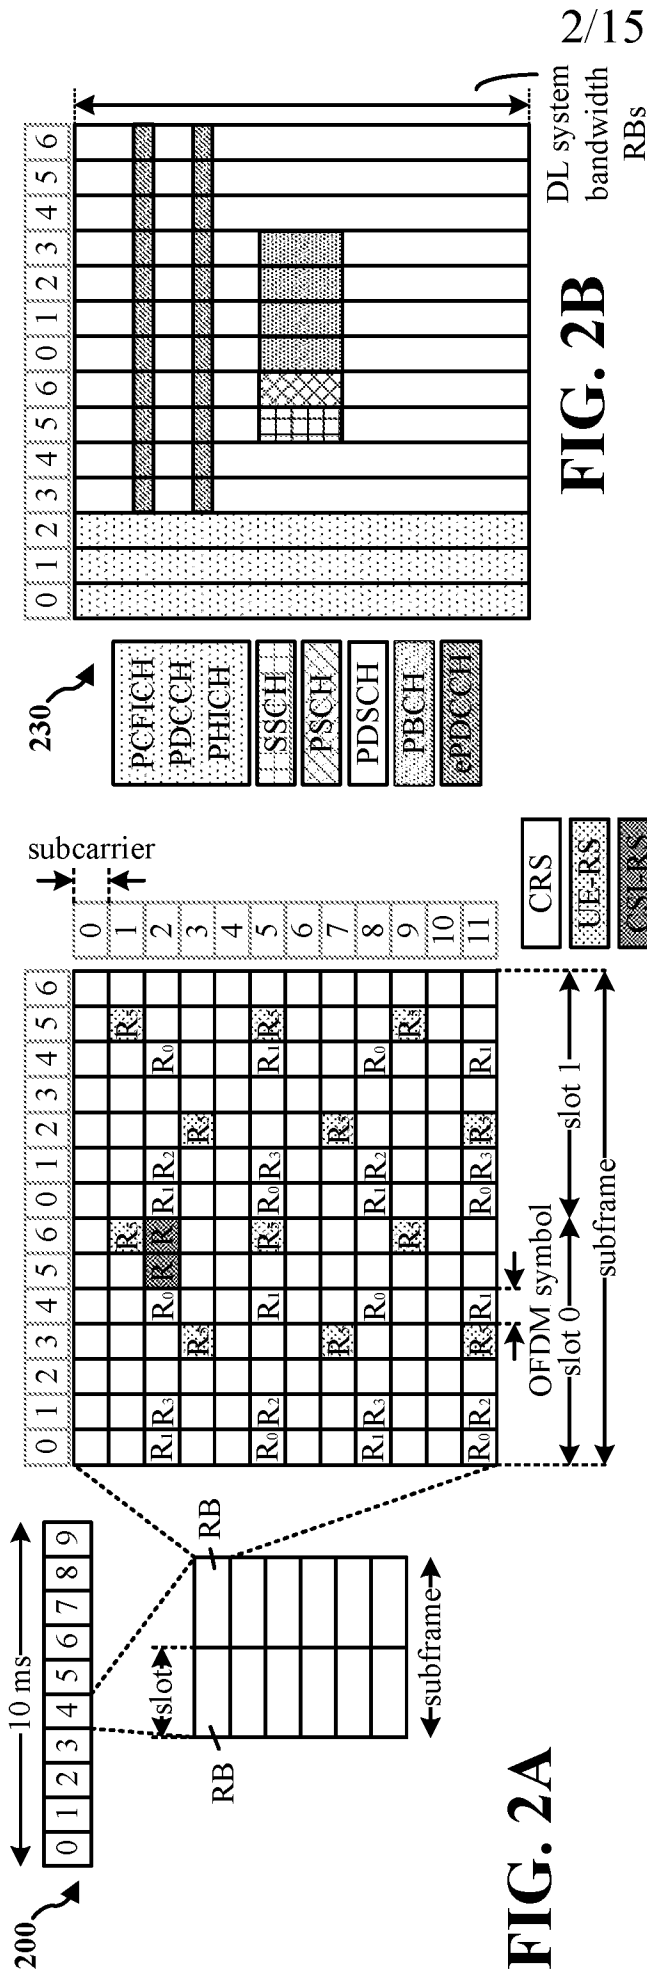 2/15
200
10 ms
0 1 2 3 4 5 6 7 8 9
slot
RB
RB
subframe
FIG. 2A
0 1 2 3 4 5 6 0 1 2 3 4 5 6
subcarrier
0
R5 R5 1
R1 R3 R0 R R R1 R2 R0 2
R5 R5 3
4
R0 R2 R1 R5 R0 R3 R1 R5 5
6
R5 R5 7
R1 R3 R0 R1 R2 R0 8
R5 R5 9
10
R0 R2 R5 R1 R0 R3 R5 R1 11
OFDM symbol
slot 0
slot 1
subframe
CRS
UE-RS
CSI-RS
230
PCFICH
PDCCH
PHICH
SSCH
PSCH
PDSCH
PBCH
ePDCCH
0 1 2 3 4 5 6 0 1 2 3 4 5 6
DL system
bandwidth
RBs
FIG. 2B